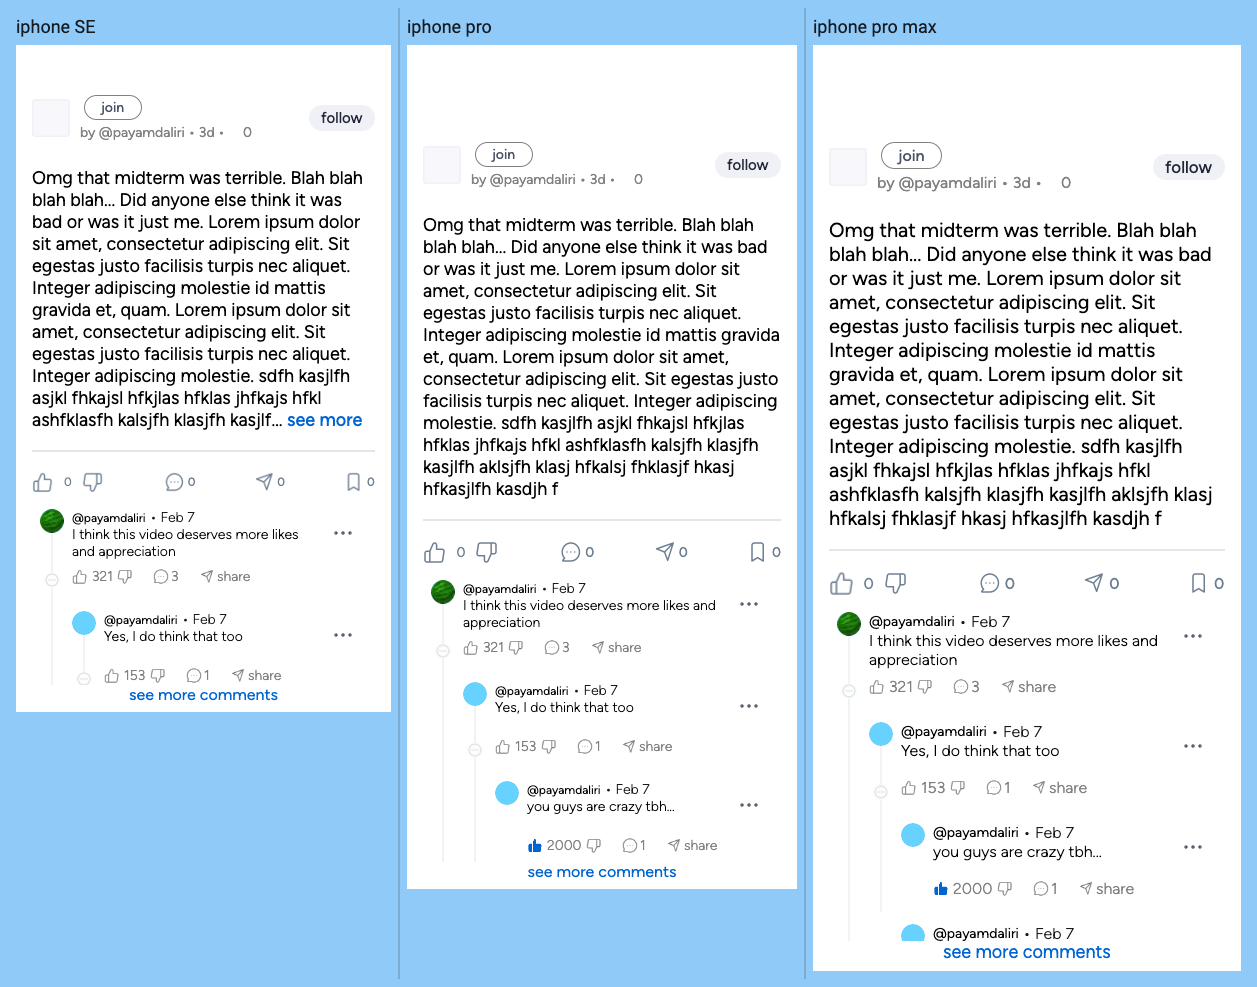 iphone SE
join
by @payamdaliri • 3d • 0
follow
Omg that midterm was terrible. Blah blah
blah blah... Did anyone else think it was
bad or was it just me. Lorem ipsum dolor
sit amet, consectetur adipiscing elit. Sit
egestas justo facilisis turpis nec aliquet.
Integer adipiscing molestie id mattis
gravida et, quam. Lorem ipsum dolor sit
amet, consectetur adipiscing elit. Sit
egestas justo facilisis turpis nec aliquet.
Integer adipiscing molestie. sdfh kasjlfh
asjkl fhkajsl hfkjlas hfklas jhfkajs hfkl
ashfklasfh kalsjfh klasjfh kasjlf... see more
0 0 0 0
@payamdaliri • Feb 7
I think this video deserves more likes
and appreciation
321 3 share
@payamdaliri • Feb 7
Yes, I do think that too
153 1 share
see more comments
iphone pro
join
by @payamdaliri • 3d • 0
follow
Omg that midterm was terrible. Blah blah
blah blah... Did anyone else think it was bad
or was it just me. Lorem ipsum dolor sit
amet, consectetur adipiscing elit. Sit
egestas justo facilisis turpis nec aliquet.
Integer adipiscing molestie id mattis gravida
et, quam. Lorem ipsum dolor sit amet,
consectetur adipiscing elit. Sit egestas justo
facilisis turpis nec aliquet. Integer adipiscing
molestie. sdfh kasjlfh asjkl fhkajsl hfkjlas
hfklas jhfkajs hfkl ashfklasfh kalsjfh klasjfh
kasjlfh aklsjfh klasj hfkalsj fhklasjf hkasj
hfkasjlfh kasdjh f
0 0 0 0
@payamdaliri • Feb 7
I think this video deserves more likes and
appreciation
321 3 share
@payamdaliri • Feb 7
Yes, I do think that too
153 1 share
@payamdaliri • Feb 7
you guys are crazy tbh...
2000 1 share
see more comments
iphone pro max
join
by @payamdaliri • 3d • 0
follow
Omg that midterm was terrible. Blah blah
blah blah... Did anyone else think it was bad
or was it just me. Lorem ipsum dolor sit
amet, consectetur adipiscing elit. Sit
egestas justo facilisis turpis nec aliquet.
Integer adipiscing molestie id mattis
gravida et, quam. Lorem ipsum dolor sit
amet, consectetur adipiscing elit. Sit
egestas justo facilisis turpis nec aliquet.
Integer adipiscing molestie. sdfh kasjlfh
asjkl fhkajsl hfkjlas hfklas jhfkajs hfkl
ashfklasfh kalsjfh klasjfh kasjlfh aklsjfh klasj
hfkalsj fhklasjf hkasj hfkasjlfh kasdjh f
0 0 0 0
@payamdaliri • Feb 7
I think this video deserves more likes and
appreciation
321 3 share
@payamdaliri • Feb 7
Yes, I do think that too
153 1 share
@payamdaliri • Feb 7
you guys are crazy tbh...
2000 1 share
@payamdaliri • Feb 7
see more comments